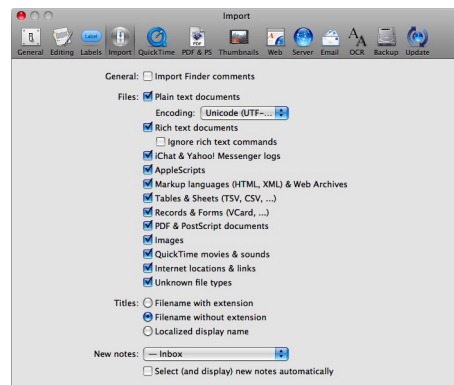 Import
Label
PDF
General Editing Labels Import QuickTime PDF & PS Thumbnails Web Server Email OCR Backup Update
General: Import Finder comments
Files: Plain text documents
Encoding: Unicode (UTF-...
Rich text documents
Ignore rich text commands
iChat & Yahoo! Messenger logs
AppleScripts
Markup languages (HTML, XML) & Web Archives
Tables & Sheets (TSV, CSV, ...)
Records & Forms (VCard, ...)
PDF & PostScript documents
Images
QuickTime movies & sounds
Internet locations & links
Unknown file types
Titles: Filename with extension
Filename without extension
Localized display name
New notes: — Inbox
Select (and display) new notes automatically